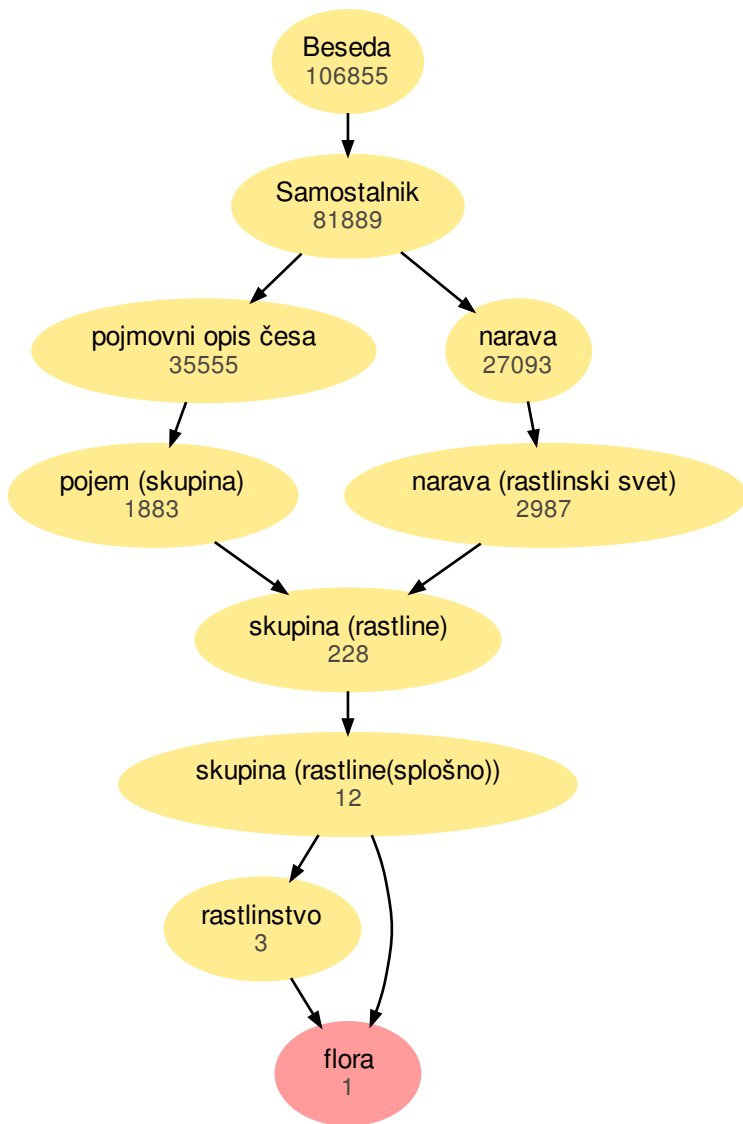 Beseda
106855
Samostalnik
81889
pojmovni opis česa
35555
narava
27093
pojem (skupina)
1883
narava (rastlinski svet)
2987
skupina (rastline)
228
skupina (rastline(splošno))
12
rastlinstvo
3
flora
1